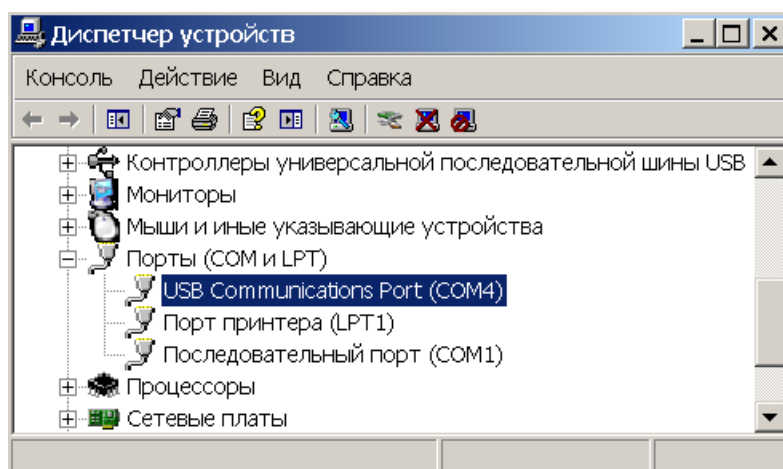 Диспетчер устройств
Консоль Действие Вид Справка
Контроллеры универсальной последовательной шины USB
Мониторы
Мыши и иные указывающие устройства
Порты (COM и LPT)
USB Communications Port (COM4)
Порт принтера (LPT1)
Последовательный порт (COM1)
Процессоры
Сетевые платы